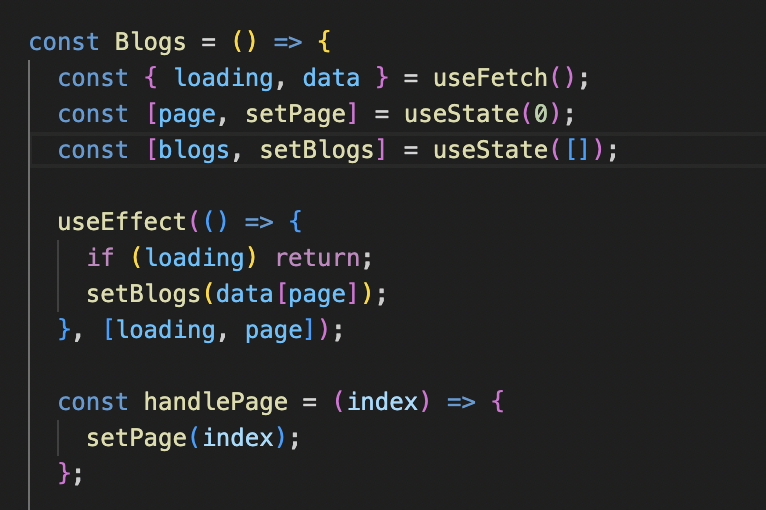 const Blogs = () => {
const { loading, data } = useFetch();
const [page, setPage] = useState(0);
const [blogs, setBlogs] = useState([]);
useEffect(() => {
if (loading) return;
setBlogs(data[page]);
}, [loading, page]);
const handlePage = (index) => {
setPage(index);
};